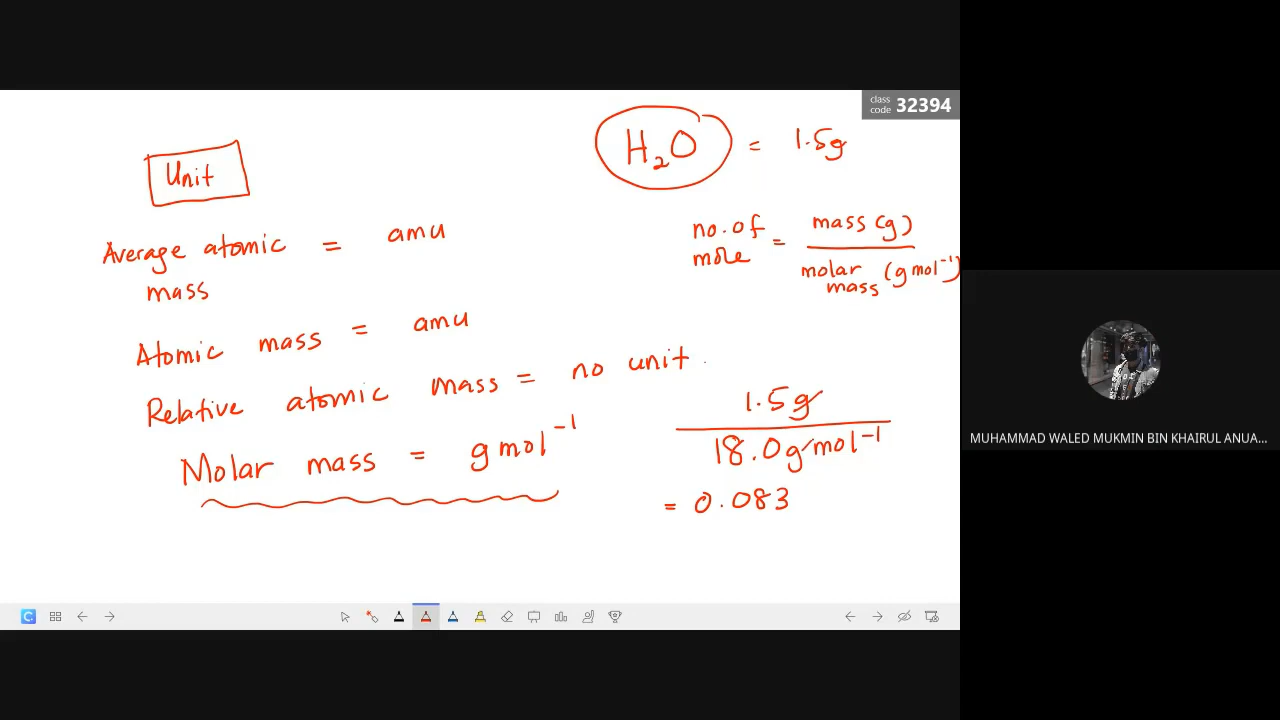 class
code 32394
Unit
H₂O = 1.5g
Average atomic mass = amu
no. of mole = mass (g) / molar mass (g mol⁻¹)
Atomic mass = amu
Relative atomic mass = no unit.
Molar mass = g mol⁻¹
1.5g
18.0g mol⁻¹
= 0.083
MUHAMMAD WALED MUKMIN BIN KHAIRUL ANUA...